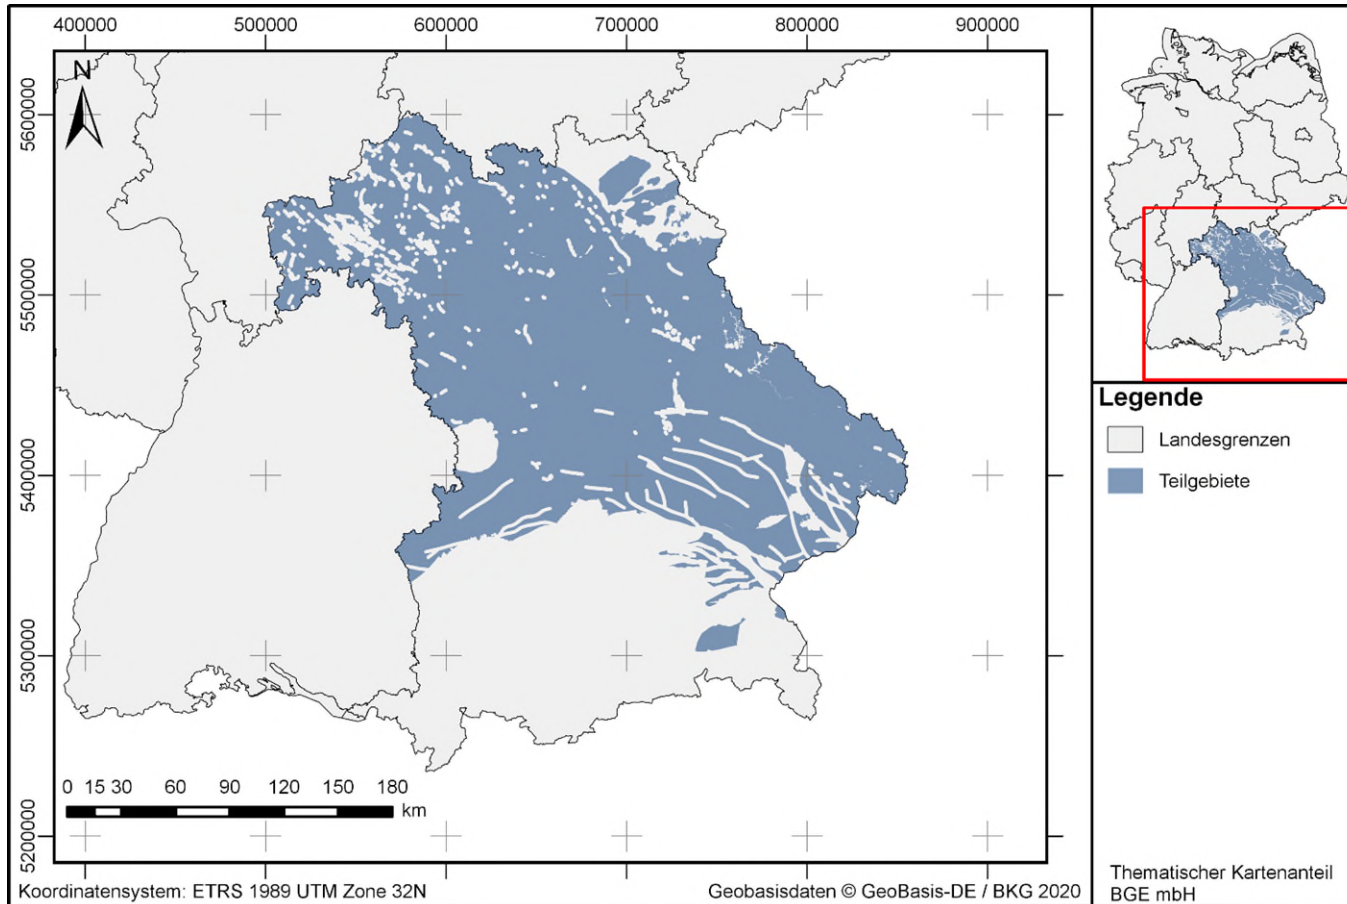 400000 500000 600000 700000 800000 900000
N
5600000
5500000
5400000
5300000
5200000
0 15 30 60 90 120 150 180
km
Koordinatensystem: ETRS 1989 UTM Zone 32N
Geobasisdaten © GeoBasis-DE / BKG 2020
Legende
Landesgrenzen
Teilgebiete
Thematischer Kartenanteil
BGE mbH